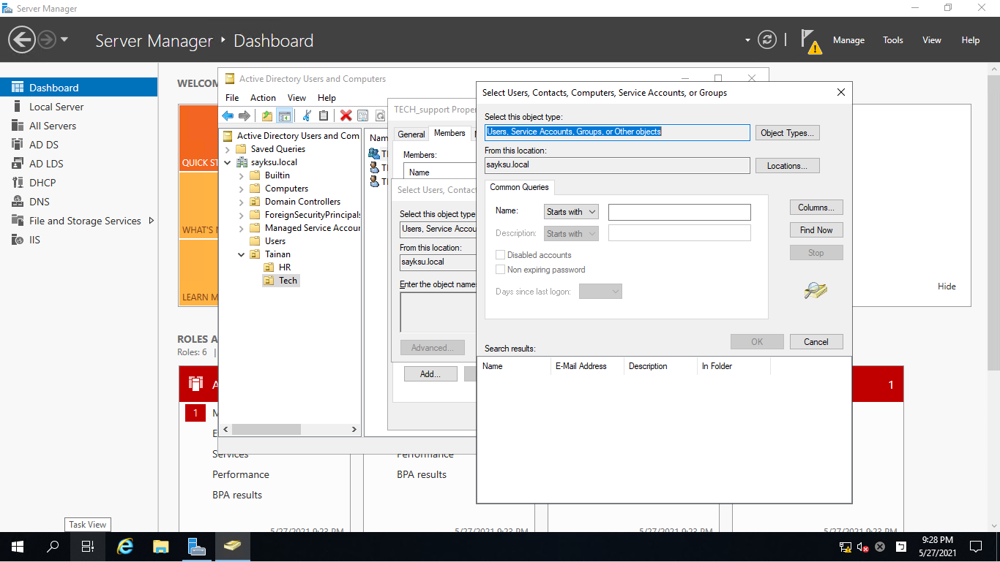 Server Manager
Server Manager ‣ Dashboard
Manage Tools View Help
Dashboard
Local Server
All Servers
AD DS
AD LDS
DHCP
DNS
File and Storage Services
IIS
QUICK
LEARN
ROLES
Roles: 6
1
Services
Performance
BPA results
5/27/2021 9:23 PM
Performance
BPA results
5/27/2021 9:23 PM
5/27/2021 9:23 PM
1
5/27/2021 9:23 PM
Hide
Active Directory Users and Computers
File Action View Help
Active Directory Users and Com
Saved Queries
sayksu.local
Builtin
Computers
Domain Controllers
ForeignSecurityPrincipals
Managed Service Accour
Users
Tainan
HR
Tech
Nam
TECH_support Proper
General Members
Members:
Name
Add...
Select Users, Contac
Select this object type
Users, Service Accou
From this location:
sayksu.local
Enter the object name
Advanced...
Select Users, Contacts, Computers, Service Accounts, or Groups
Select this object type:
Users, Service Accounts, Groups, or Other objects
Object Types...
From this location:
sayksu.local
Locations...
Common Queries
Name: Starts with
Description: Starts with
Disabled accounts
Non expiring password
Days since last logon:
Columns...
Find Now
Stop
OK
Cancel
Search results:
Name E-Mail Address Description In Folder
Task View
9:28 PM
5/27/2021